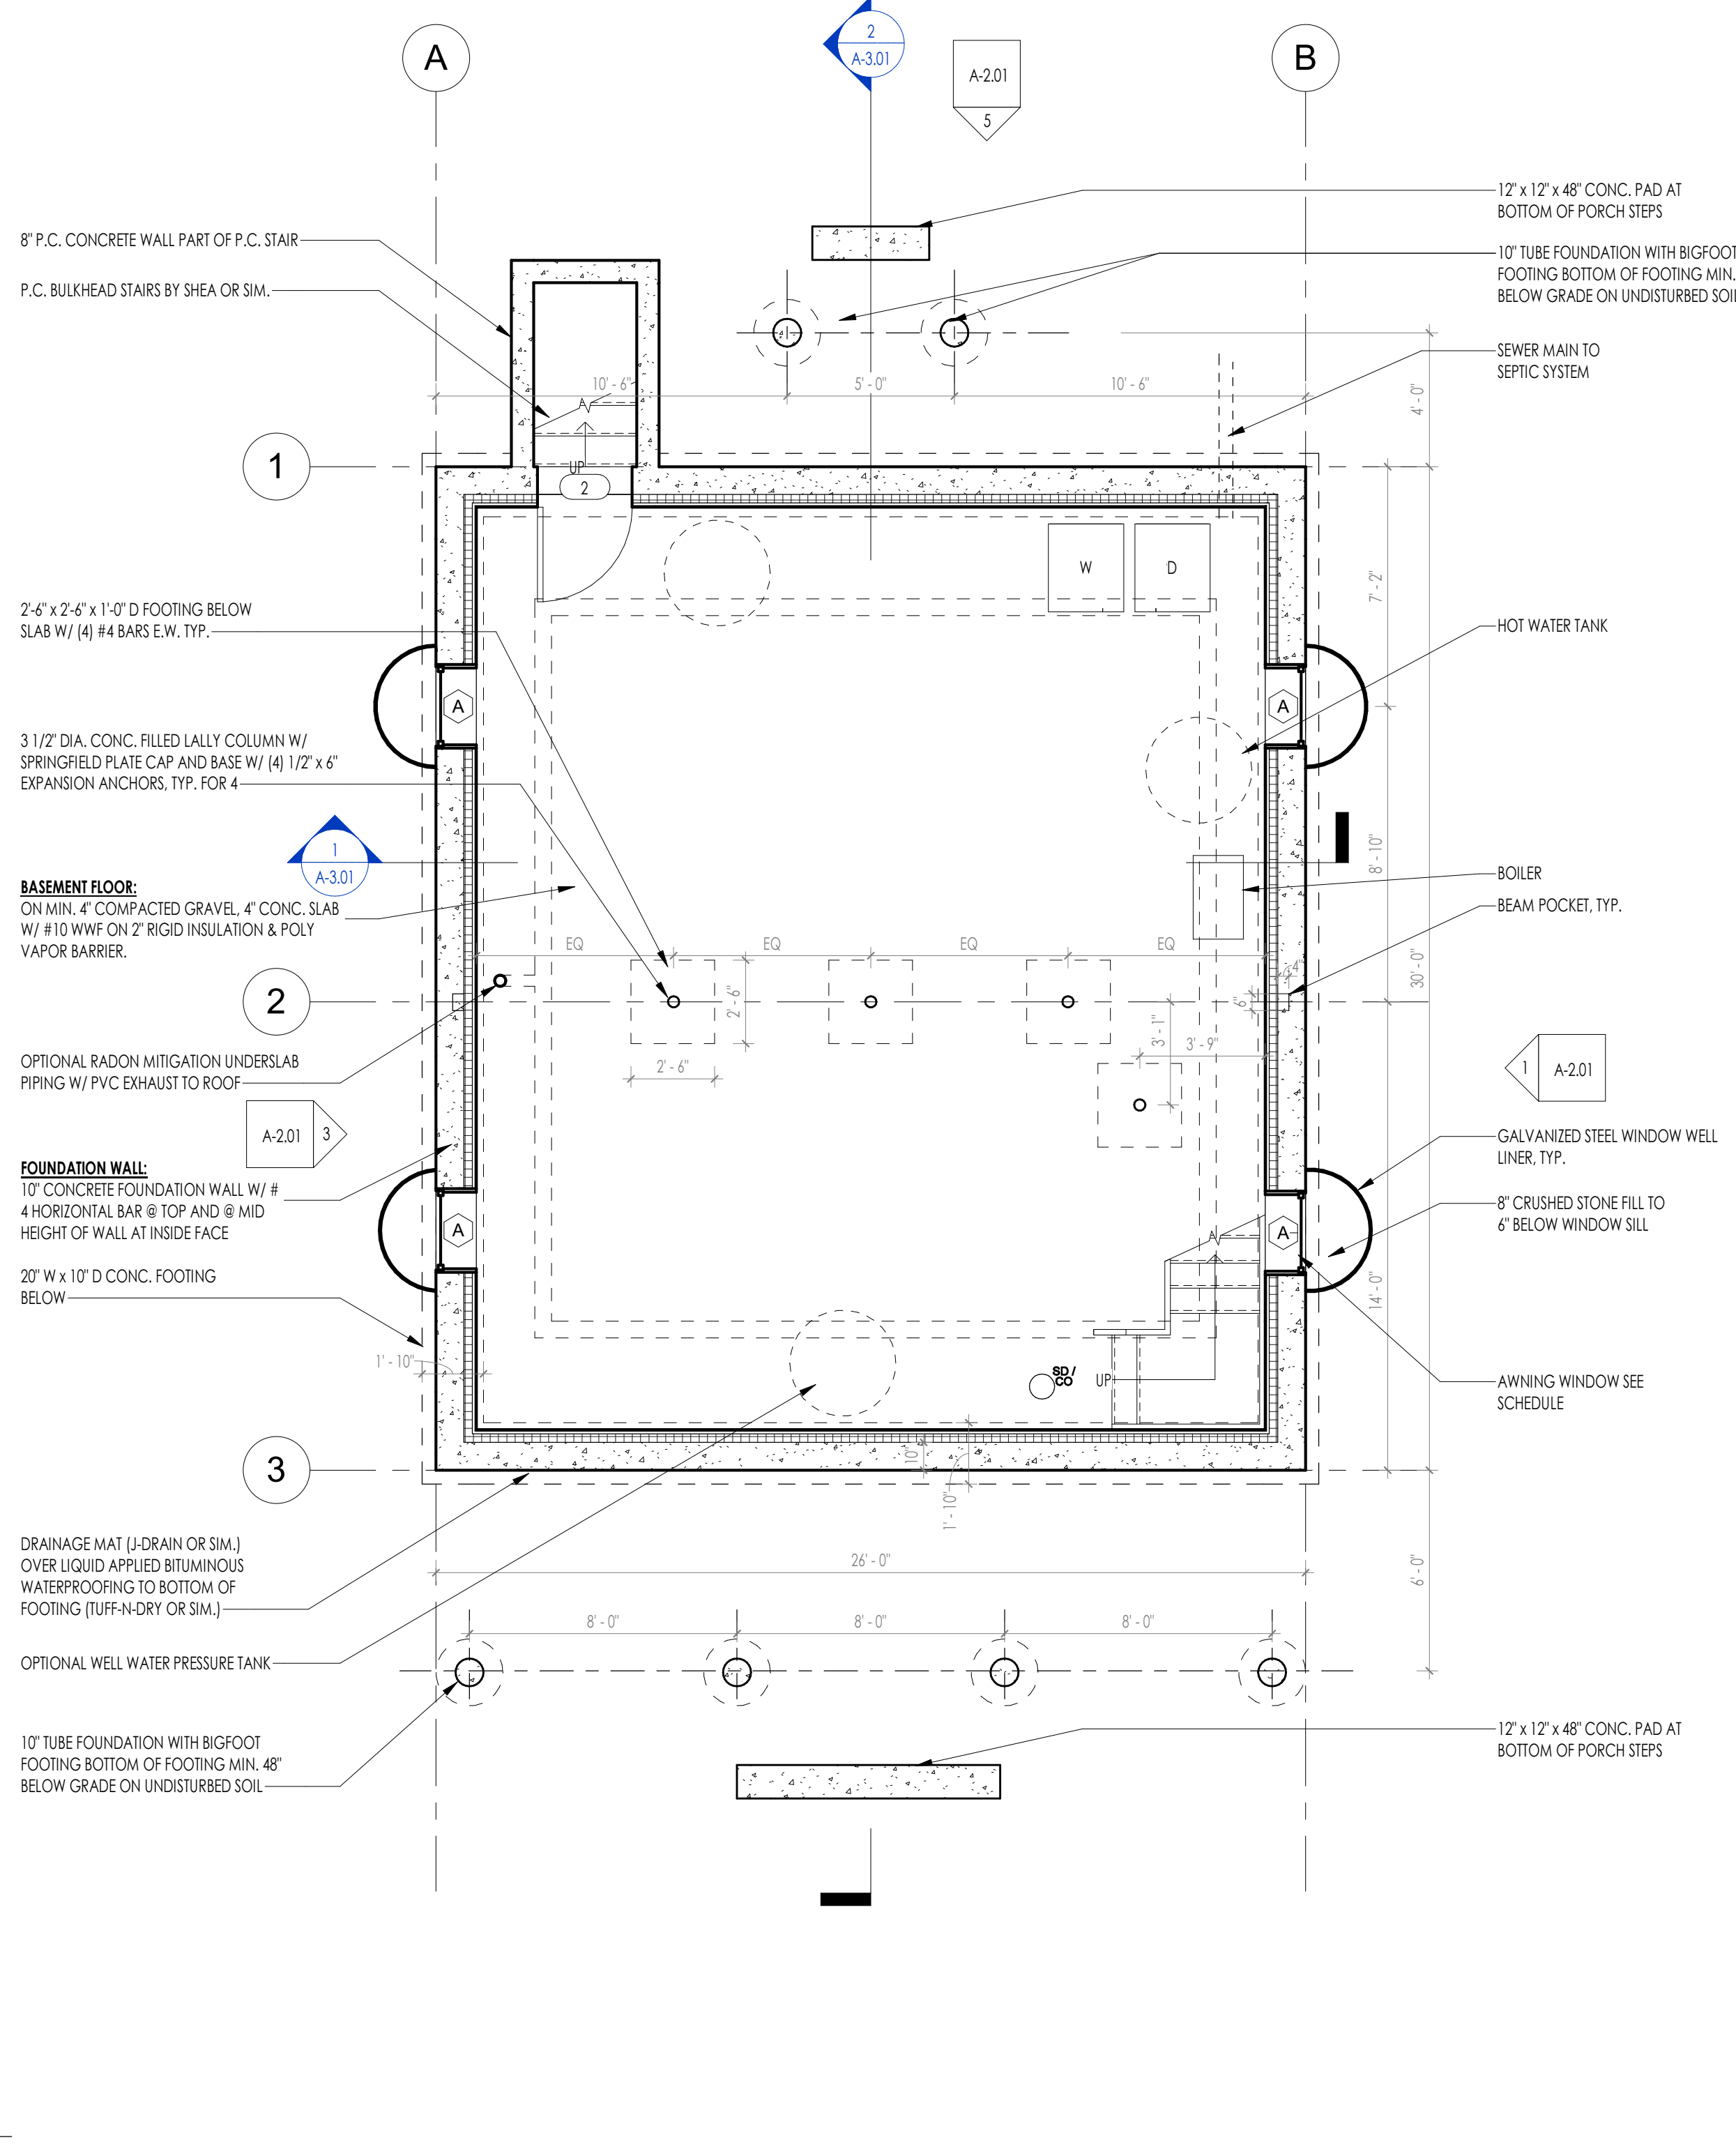 A
B
2
A-3.01
A-2.01
5
12" x 12" x 48" CONC. PAD AT
BOTTOM OF PORCH STEPS
8" P.C. CONCRETE WALL PART OF P.C. STAIR
10" TUBE FOUNDATION WITH BIGFOOT
FOOTING BOTTOM OF FOOTING MIN.
BELOW GRADE ON UNDISTURBED SOIL
P.C. BULKHEAD STAIRS BY SHEA OR SIM.
SEWER MAIN TO
SEPTIC SYSTEM
10' - 6"
5' - 0"
10' - 6"
4' - 0"
1
UP
2
W
D
7' - 2"
2'-6" x 2'-6" x 1'-0" D FOOTING BELOW
SLAB W/ (4) #4 BARS E.W. TYP.
HOT WATER TANK
A
A
3 1/2" DIA. CONC. FILLED LALLY COLUMN W/
SPRINGFIELD PLATE CAP AND BASE W/ (4) 1/2" x 6"
EXPANSION ANCHORS, TYP. FOR 4
1
A-3.01
8' - 10"
BOILER
BASEMENT FLOOR:
ON MIN. 4" COMPACTED GRAVEL, 4" CONC. SLAB
W/ #10 WWF ON 2" RIGID INSULATION & POLY
VAPOR BARRIER.
BEAM POCKET, TYP.
EQ
EQ
EQ
EQ
4"
30' - 0"
2
2' - 6"
6"
3' - 1"
3' - 9"
2' - 6"
OPTIONAL RADON MITIGATION UNDERSLAB
PIPING W/ PVC EXHAUST TO ROOF
1
A-2.01
A-2.01
3
GALVANIZED STEEL WINDOW WELL
LINER, TYP.
FOUNDATION WALL:
10" CONCRETE FOUNDATION WALL W/ #
4 HORIZONTAL BAR @ TOP AND @ MID
HEIGHT OF WALL AT INSIDE FACE
8" CRUSHED STONE FILL TO
6" BELOW WINDOW SILL
A
A
20" W x 10" D CONC. FOOTING
BELOW
14' - 0"
1' - 10"
SD /
CO
UP
AWNING WINDOW SEE
SCHEDULE
10"
3
1' - 10"
DRAINAGE MAT (J-DRAIN OR SIM.)
OVER LIQUID APPLIED BITUMINOUS
WATERPROOFING TO BOTTOM OF
FOOTING (TUFF-N-DRY OR SIM.)
26' - 0"
6' - 0"
8' - 0"
8' - 0"
8' - 0"
OPTIONAL WELL WATER PRESSURE TANK
10" TUBE FOUNDATION WITH BIGFOOT
FOOTING BOTTOM OF FOOTING MIN. 48"
BELOW GRADE ON UNDISTURBED SOIL
12" x 12" x 48" CONC. PAD AT
BOTTOM OF PORCH STEPS